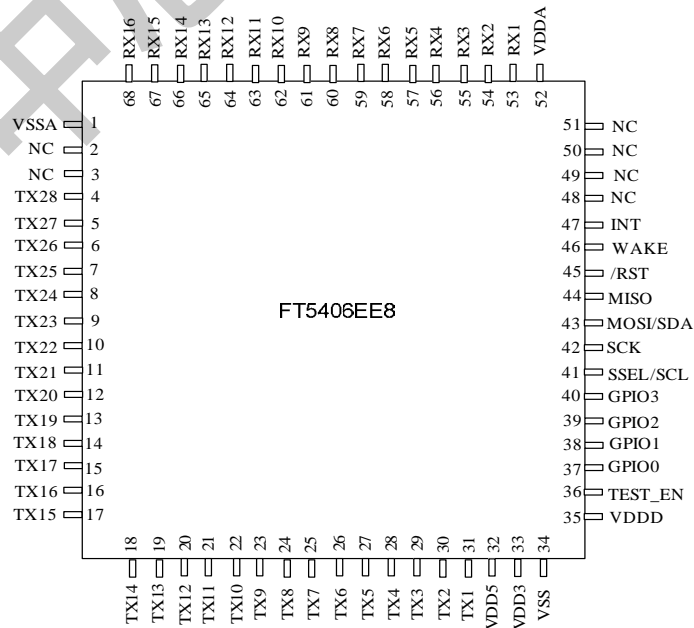 RX16 RX15 RX14 RX13 RX12 RX11 RX10 RX9 RX8 RX7 RX6 RX5 RX4 RX3 RX2 RX1 VDDA
68 67 66 65 64 63 62 61 60 59 58 57 56 55 54 53 52
VSSA 1
NC 2
NC 3
TX28 4
TX27 5
TX26 6
TX25 7
TX24 8
TX23 9
TX22 10
TX21 11
TX20 12
TX19 13
TX18 14
TX17 15
TX16 16
TX15 17
FT5406EE8
51 NC
50 NC
49 NC
48 NC
47 INT
46 WAKE
45 /RST
44 MISO
43 MOSI/SDA
42 SCK
41 SSEL/SCL
40 GPIO3
39 GPIO2
38 GPIO1
37 GPIO0
36 TEST_EN
35 VDDD
18 19 20 21 22 23 24 25 26 27 28 29 30 31 32 33 34
TX14 TX13 TX12 TX11 TX10 TX9 TX8 TX7 TX6 TX5 TX4 TX3 TX2 TX1 VDD5 VDD3 VSS